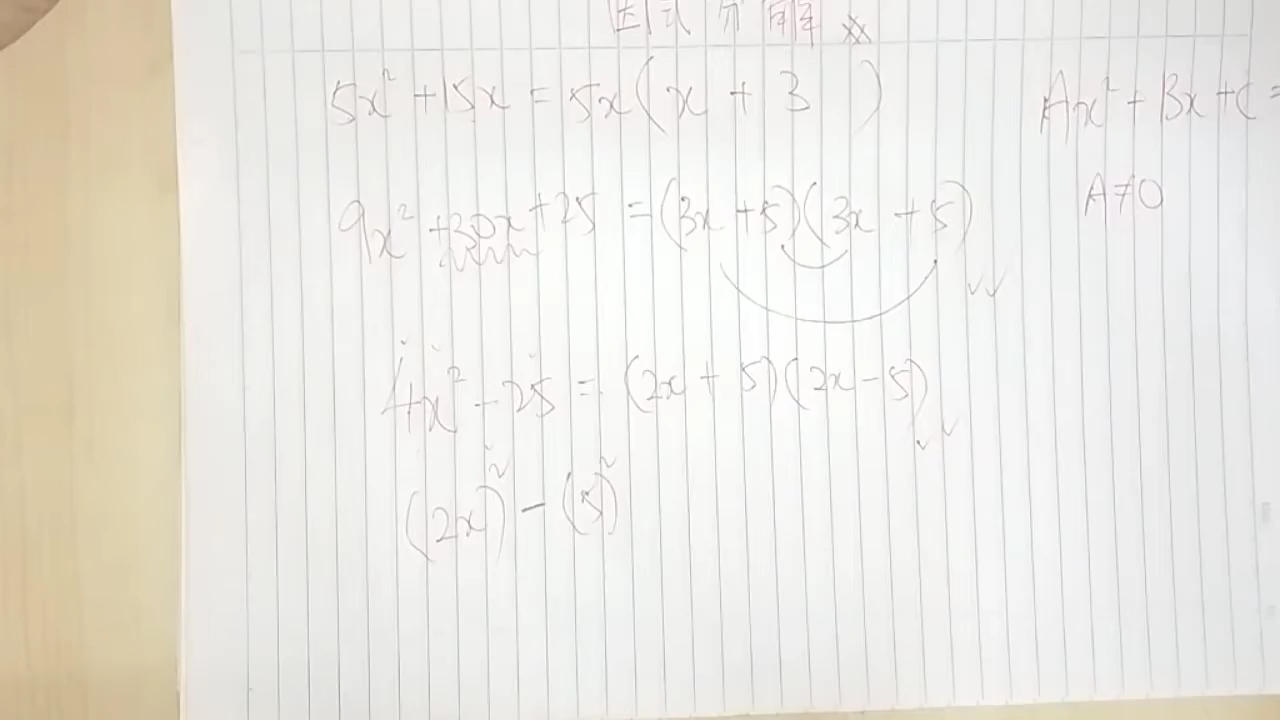 因式分解※
5x² + 15x = 5x( x + 3 )
Ax² + Bx + C =
9x² + 30x + 25 = (3x + 5)(3x + 5)
A ≠ 0
4x² - 25 = (2x + 5)(2x - 5)
(2x)² - (5)²